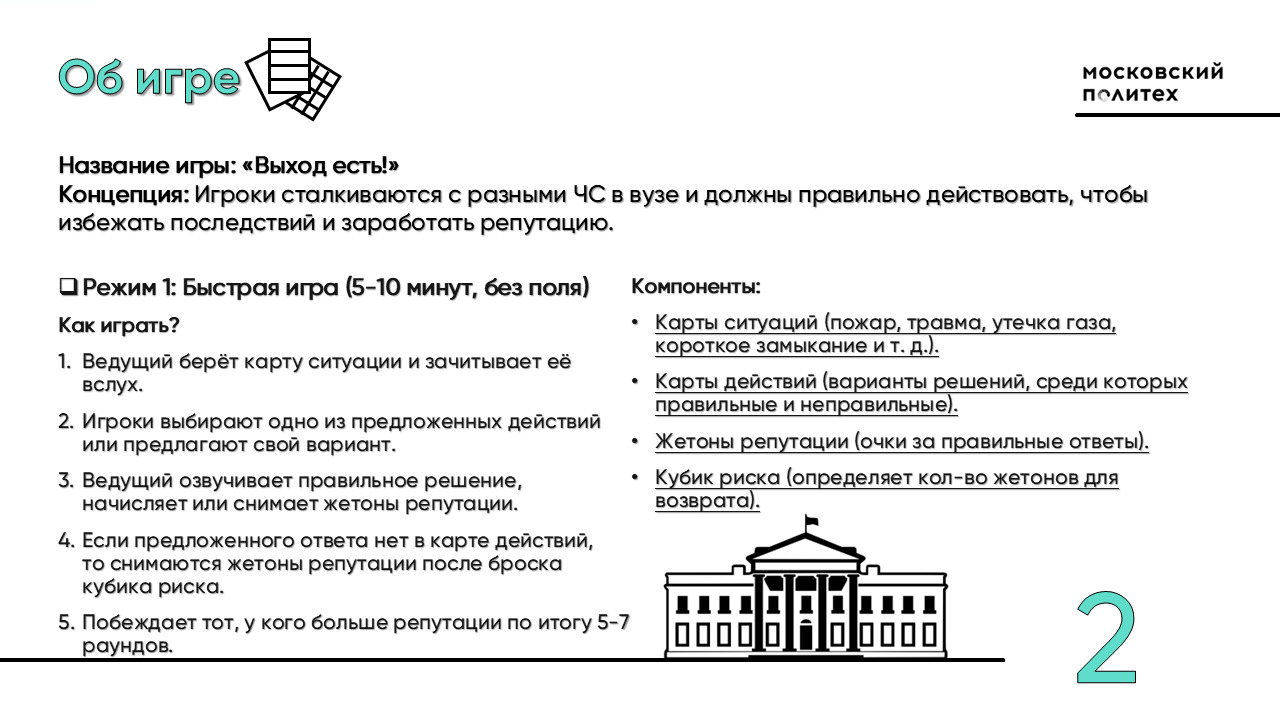 Об игре
московский
политех
Название игры: «Выход есть!»
Концепция: Игроки сталкиваются с разными ЧС в вузе и должны правильно действовать, чтобы
избежать последствий и заработать репутацию.
❑ Режим 1: Быстрая игра (5-10 минут, без поля)
Как играть?
1. Ведущий берёт карту ситуации и зачитывает её
вслух.
2. Игроки выбирают одно из предложенных действий
или предлагают свой вариант.
3. Ведущий озвучивает правильное решение,
начисляет или снимает жетоны репутации.
4. Если предложенного ответа нет в карте действий,
то снимаются жетоны репутации после броска
кубика риска.
5. Побеждает тот, у кого больше репутации по итогу 5-7
раундов.
Компоненты:
• Карты ситуаций (пожар, травма, утечка газа,
короткое замыкание и т. д.).
• Карты действий (варианты решений, среди которых
правильные и неправильные).
• Жетоны репутации (очки за правильные ответы).
• Кубик риска (определяет кол-во жетонов для
возврата).
2